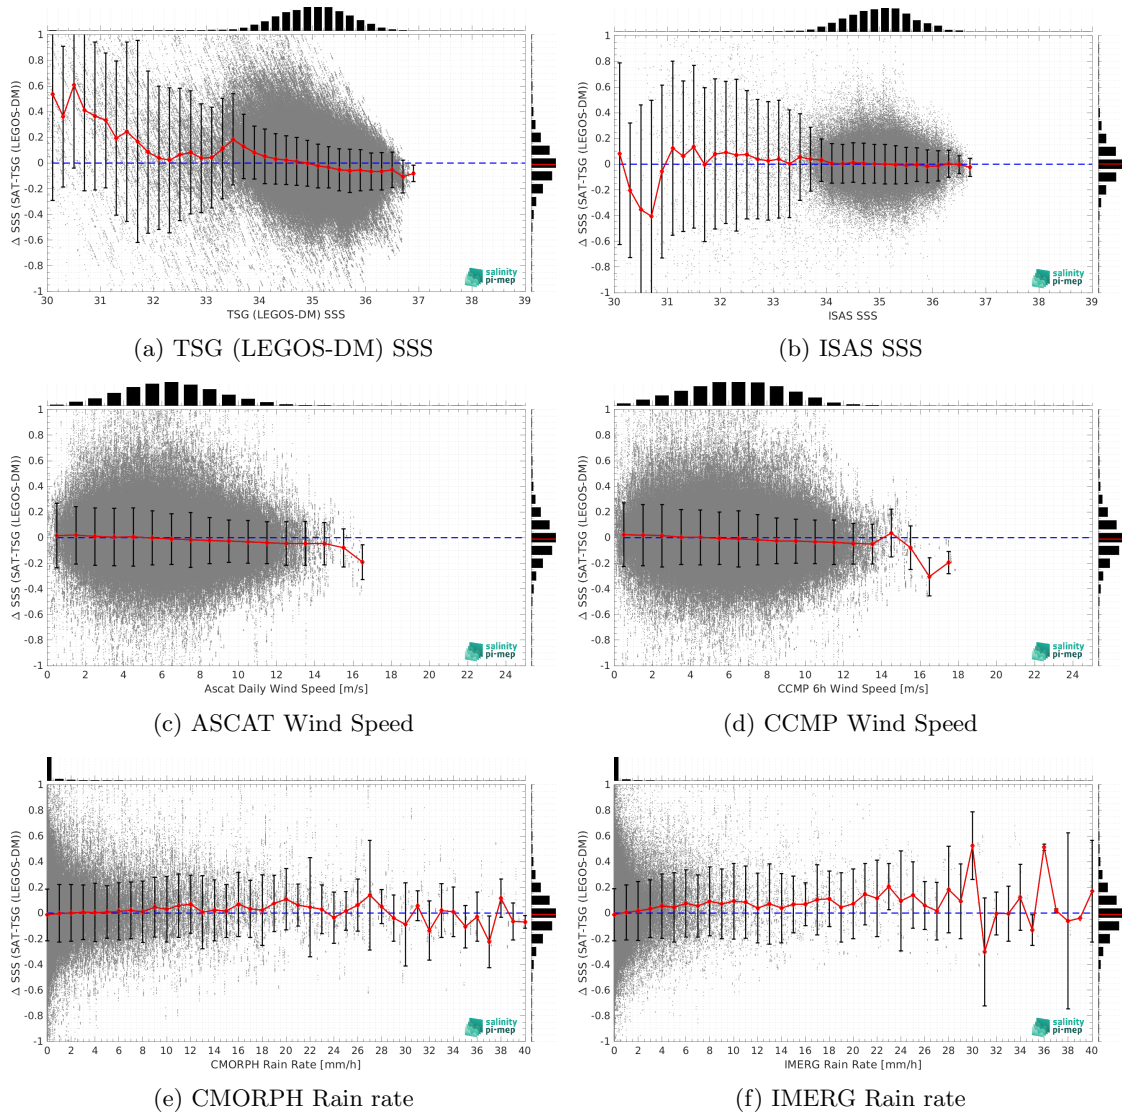 1
0.8
0.6
0.4
0.2
0
-0.2
-0.4
-0.6
-0.8
-1
Δ SSS (SAT-TSG (LEGOS-DM))
salinity
pi-mep
30 31 32 33 34 35 36 37 38 39
TSG (LEGOS-DM) SSS
(a) TSG (LEGOS-DM) SSS
1
0.8
0.6
0.4
0.2
0
-0.2
-0.4
-0.6
-0.8
-1
Δ SSS (SAT-TSG (LEGOS-DM))
salinity
pi-mep
30 31 32 33 34 35 36 37 38 39
ISAS SSS
(b) ISAS SSS
1
0.8
0.6
0.4
0.2
0
-0.2
-0.4
-0.6
-0.8
-1
Δ SSS (SAT-TSG (LEGOS-DM))
salinity
pi-mep
0 2 4 6 8 10 12 14 16 18 20 22 24
Ascat Daily Wind Speed [m/s]
(c) ASCAT Wind Speed
1
0.8
0.6
0.4
0.2
0
-0.2
-0.4
-0.6
-0.8
-1
Δ SSS (SAT-TSG (LEGOS-DM))
salinity
pi-mep
0 2 4 6 8 10 12 14 16 18 20 22 24
CCMP 6h Wind Speed [m/s]
(d) CCMP Wind Speed
1
0.8
0.6
0.4
0.2
0
-0.2
-0.4
-0.6
-0.8
-1
Δ SSS (SAT-TSG (LEGOS-DM))
salinity
pi-mep
0 2 4 6 8 10 12 14 16 18 20 22 24 26 28 30 32 34 36 38 40
CMORPH Rain Rate [mm/h]
(e) CMORPH Rain rate
1
0.8
0.6
0.4
0.2
0
-0.2
-0.4
-0.6
-0.8
-1
Δ SSS (SAT-TSG (LEGOS-DM))
salinity
pi-mep
0 2 4 6 8 10 12 14 16 18 20 22 24 26 28 30 32 34 36 38 40
IMERG Rain Rate [mm/h]
(f) IMERG Rain rate